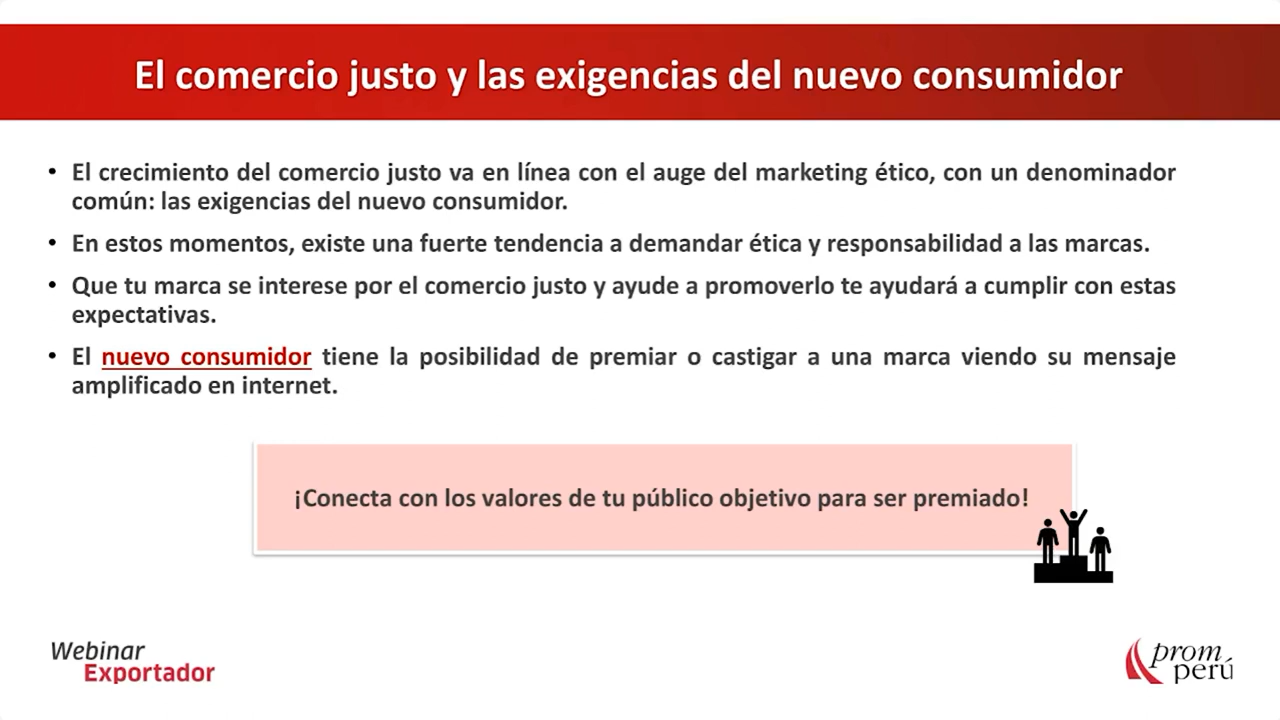 El comercio justo y las exigencias del nuevo consumidor
• El crecimiento del comercio justo va en línea con el auge del marketing ético, con un denominador
común: las exigencias del nuevo consumidor.
• En estos momentos, existe una fuerte tendencia a demandar ética y responsabilidad a las marcas.
• Que tu marca se interese por el comercio justo y ayude a promoverlo te ayudará a cumplir con estas
expectativas.
• El nuevo consumidor tiene la posibilidad de premiar o castigar a una marca viendo su mensaje
amplificado en internet.
¡Conecta con los valores de tu público objetivo para ser premiado!
Webinar
Exportador
prom
perú